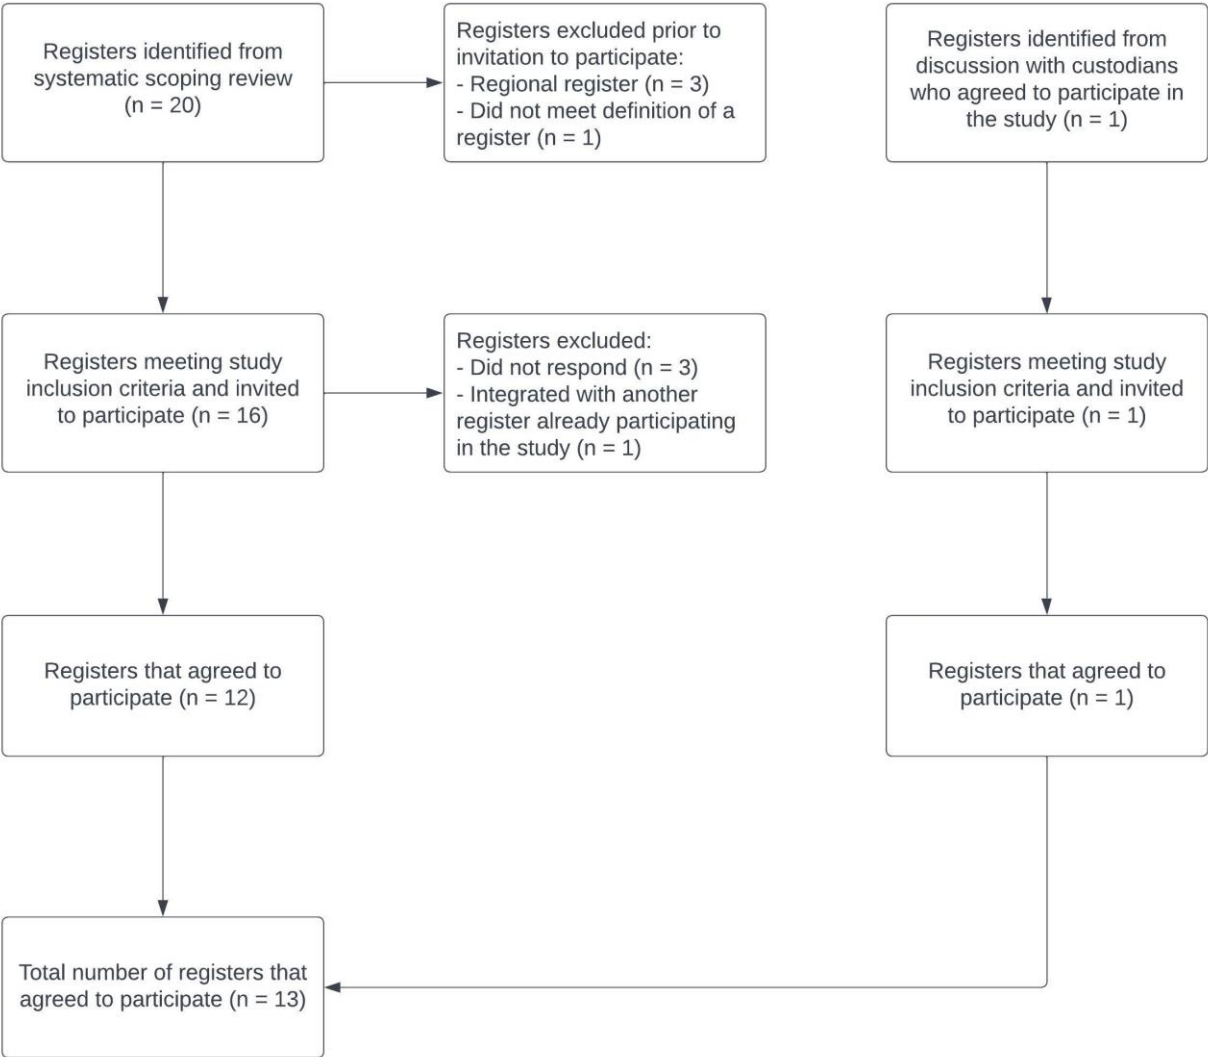 Registers identified from
systematic scoping review
(n = 20)
Registers excluded prior to
invitation to participate:
- Regional register (n = 3)
- Did not meet definition of a
register (n = 1)
Registers identified from
discussion with custodians
who agreed to participate in
the study (n = 1)
Registers meeting study
inclusion criteria and invited
to participate (n = 16)
Registers excluded:
- Did not respond (n = 3)
- Integrated with another
register already participating
in the study (n = 1)
Registers meeting study
inclusion criteria and invited
to participate (n = 1)
Registers that agreed to
participate (n = 12)
Registers that agreed to
participate (n = 1)
Total number of registers that
agreed to participate (n = 13)